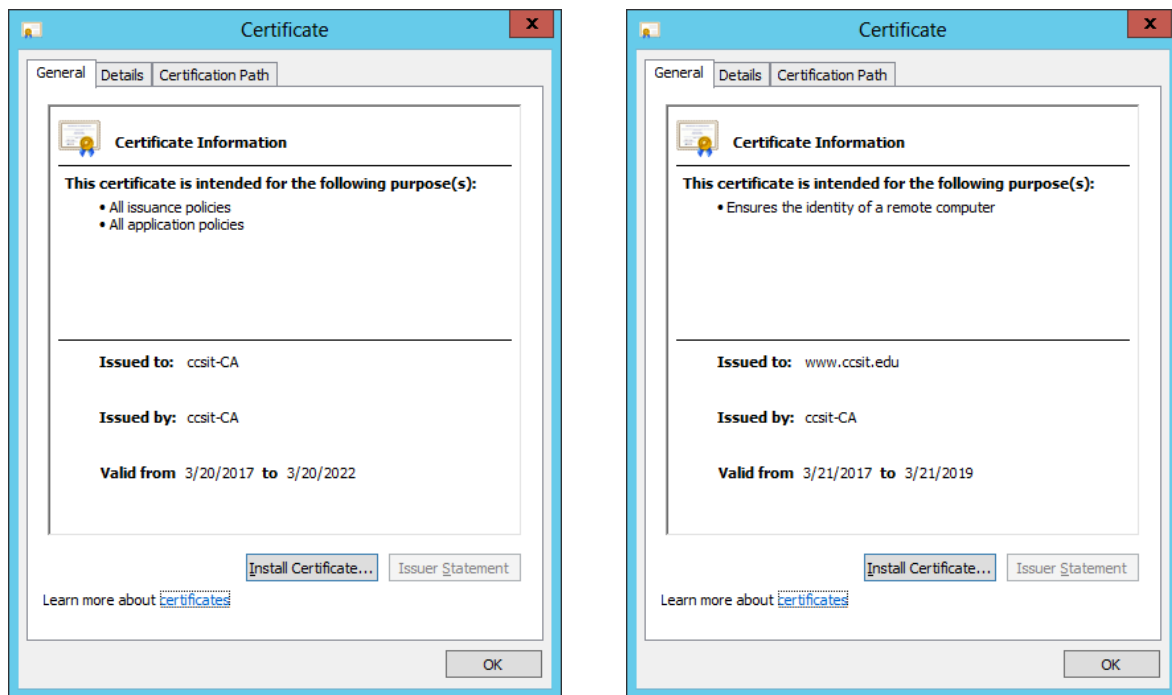 Certificate
x
General
Details
Certification Path
Certificate Information
This certificate is intended for the following purpose(s):
• All issuance policies
• All application policies
Issued to: ccsit-CA
Issued by: ccsit-CA
Valid from 3/20/2017 to 3/20/2022
Install Certificate...
Issuer Statement
Learn more about certificates
OK
Certificate
x
General
Details
Certification Path
Certificate Information
This certificate is intended for the following purpose(s):
• Ensures the identity of a remote computer
Issued to: www.ccsit.edu
Issued by: ccsit-CA
Valid from 3/21/2017 to 3/21/2019
Install Certificate...
Issuer Statement
Learn more about certificates
OK